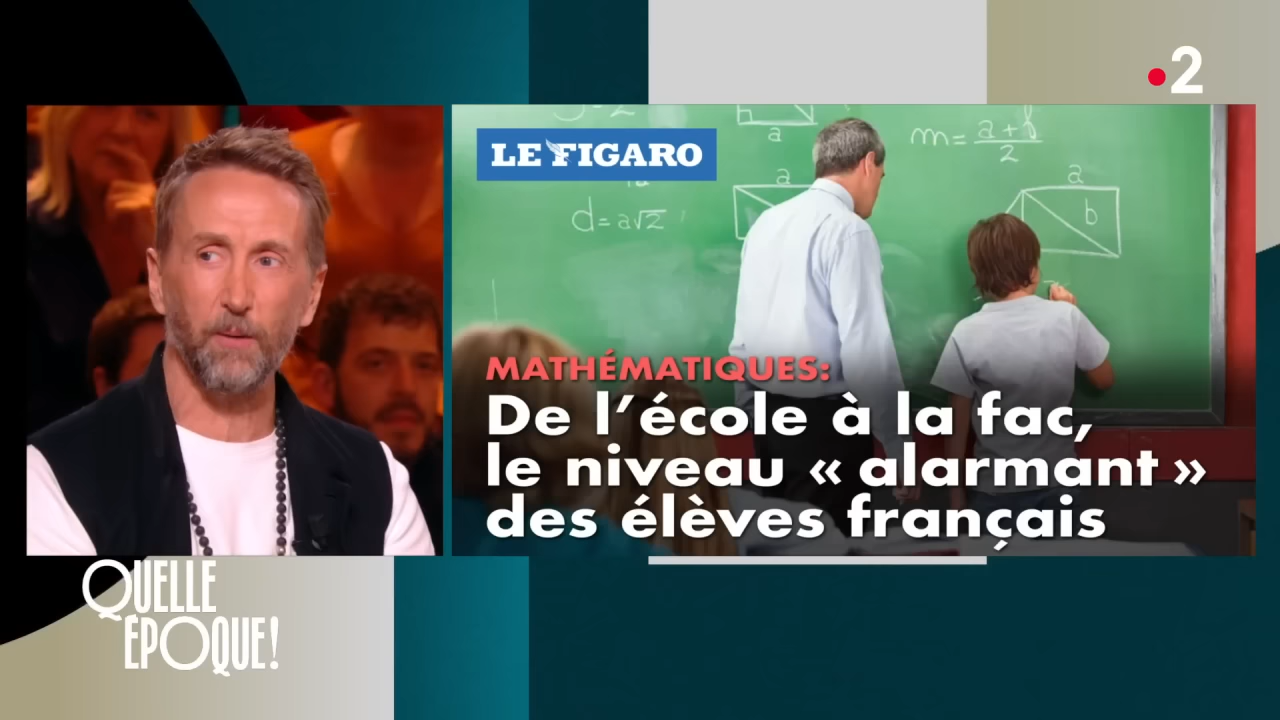 2
LE FIGARO
a
m = a + b / 2
a
a
d = a√2
b
MATHÉMATIQUES:
De l'école à la fac,
le niveau « alarmant »
des élèves français
QUELLE
ÉPOQUE!